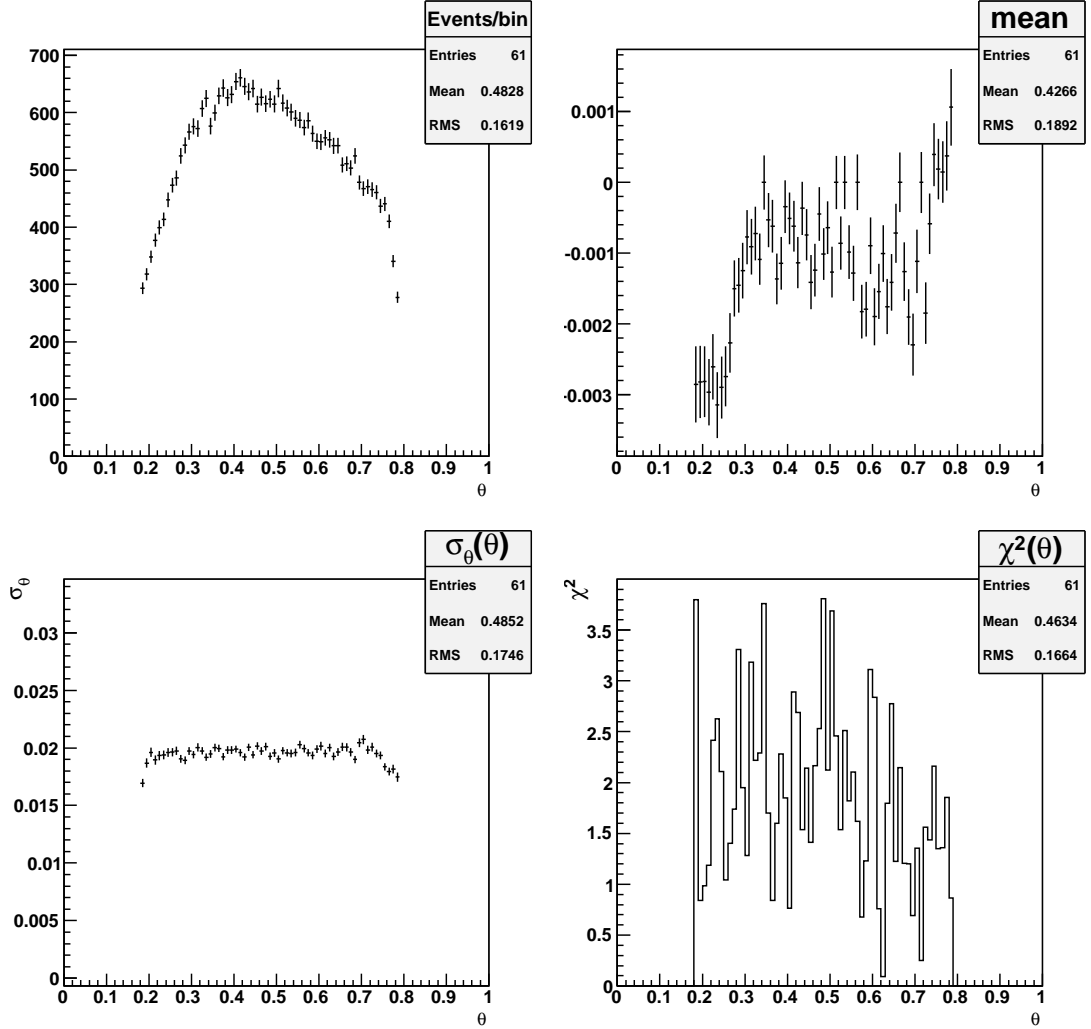 Events/bin
Entries 61
Mean 0.4828
RMS 0.1619
700
600
500
400
300
200
100
0
0 0.1 0.2 0.3 0.4 0.5 0.6 0.7 0.8 0.9 1
θ
mean
Entries 61
Mean 0.4266
RMS 0.1892
0.001
0
-0.001
-0.002
-0.003
0 0.1 0.2 0.3 0.4 0.5 0.6 0.7 0.8 0.9 1
θ
σθ(θ)
Entries 61
Mean 0.4852
RMS 0.1746
σθ
0.03
0.025
0.02
0.015
0.01
0.005
0
0 0.1 0.2 0.3 0.4 0.5 0.6 0.7 0.8 0.9 1
θ
χ²(θ)
Entries 61
Mean 0.4634
RMS 0.1664
χ²
3.5
3
2.5
2
1.5
1
0.5
0
0 0.1 0.2 0.3 0.4 0.5 0.6 0.7 0.8 0.9 1
θ